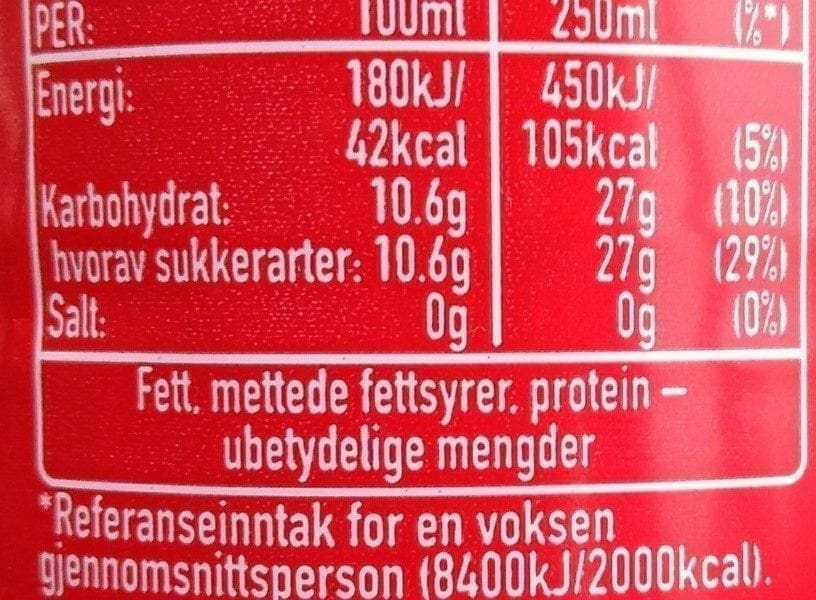 PER: 100ml 250ml (%*)
Energi: 180kJ/ 450kJ/
42kcal 105kcal (5%)
Karbohydrat: 10.6g 27g (10%)
hvorav sukkerarter: 10.6g 27g (29%)
Salt: 0g 0g (0%)
Fett, mettede fettsyrer, protein –
ubetydelige mengder
*Referanseinntak for en voksen
gjennomsnittsperson (8400kJ/2000kcal).